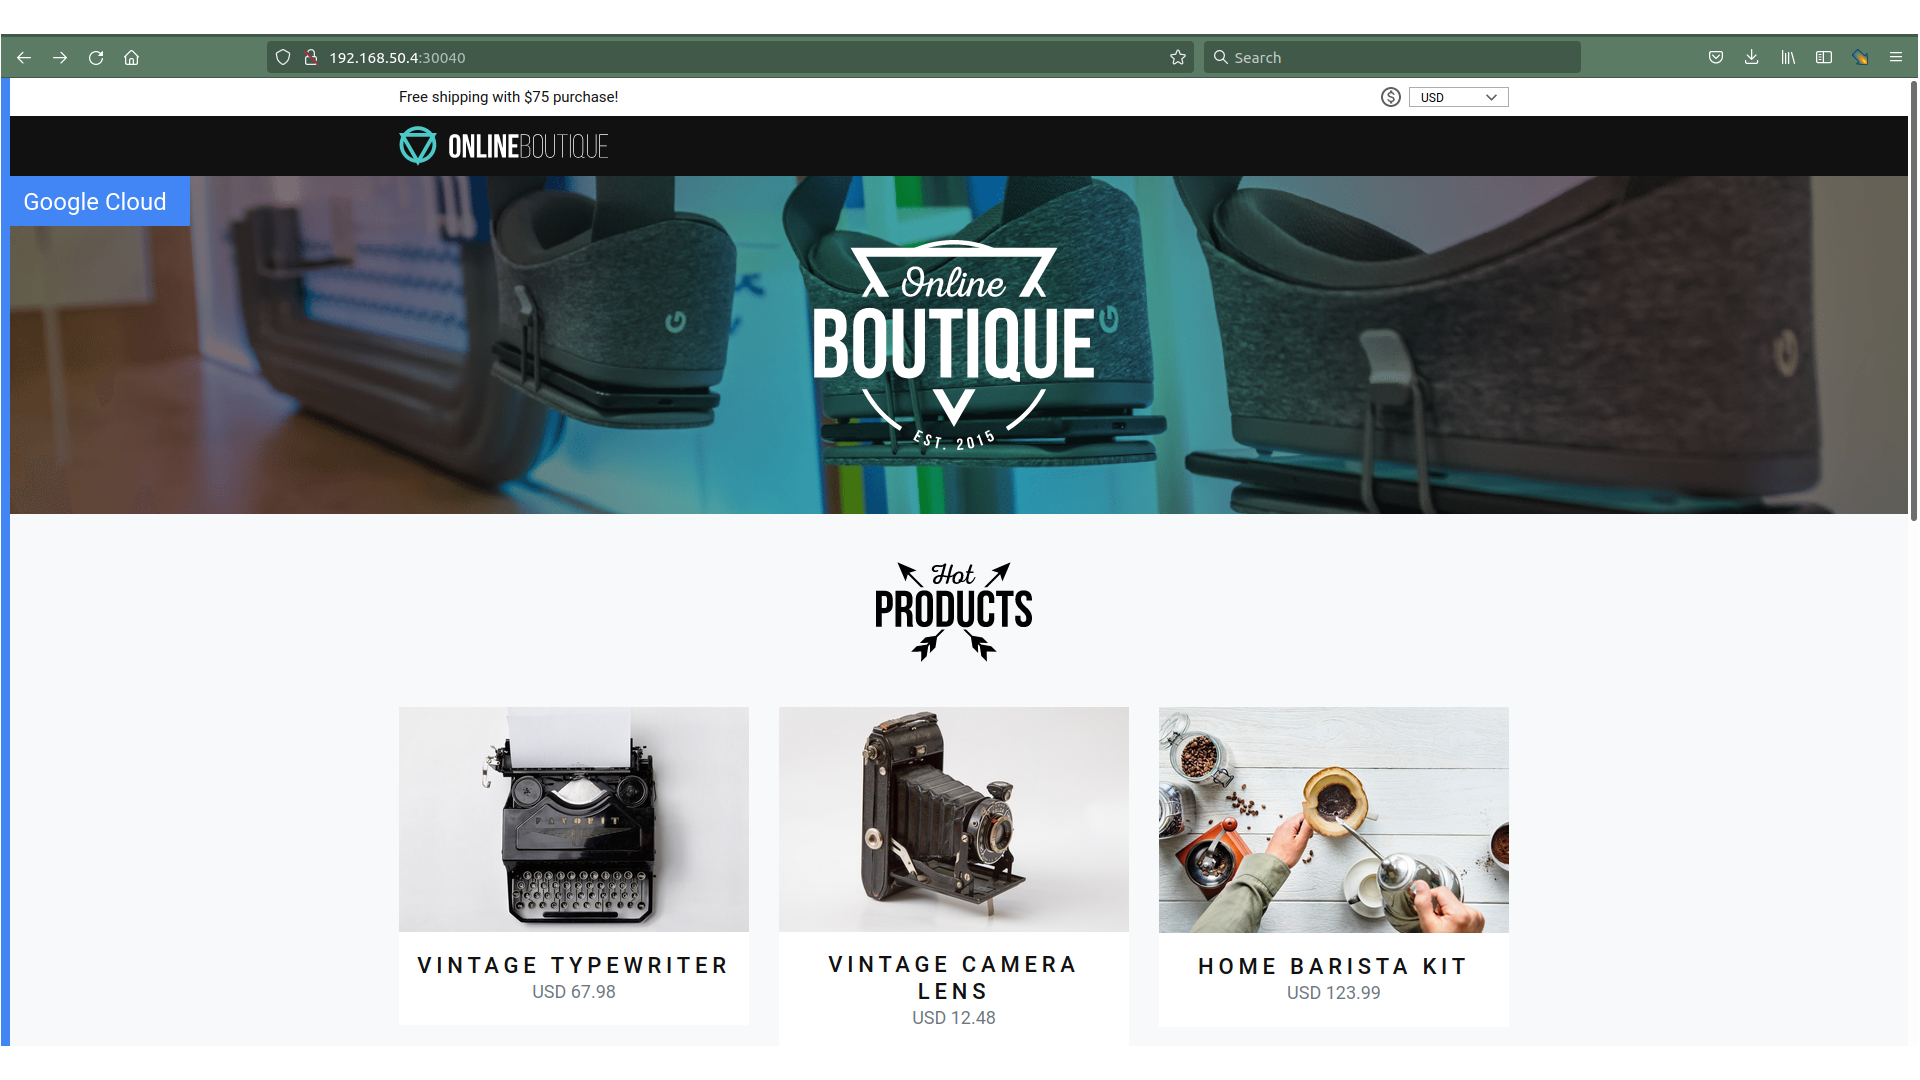 192.168.50.4:30040
Search
Free shipping with $75 purchase!
$ USD
ONLINEBOUTIQUE
Google Cloud
Online
BOUTIQUE
EST. 2015
Hot
PRODUCTS
FAVORIT
VINTAGE TYPEWRITER
USD 67.98
VINTAGE CAMERA
LENS
USD 12.48
HOME BARISTA KIT
USD 123.99